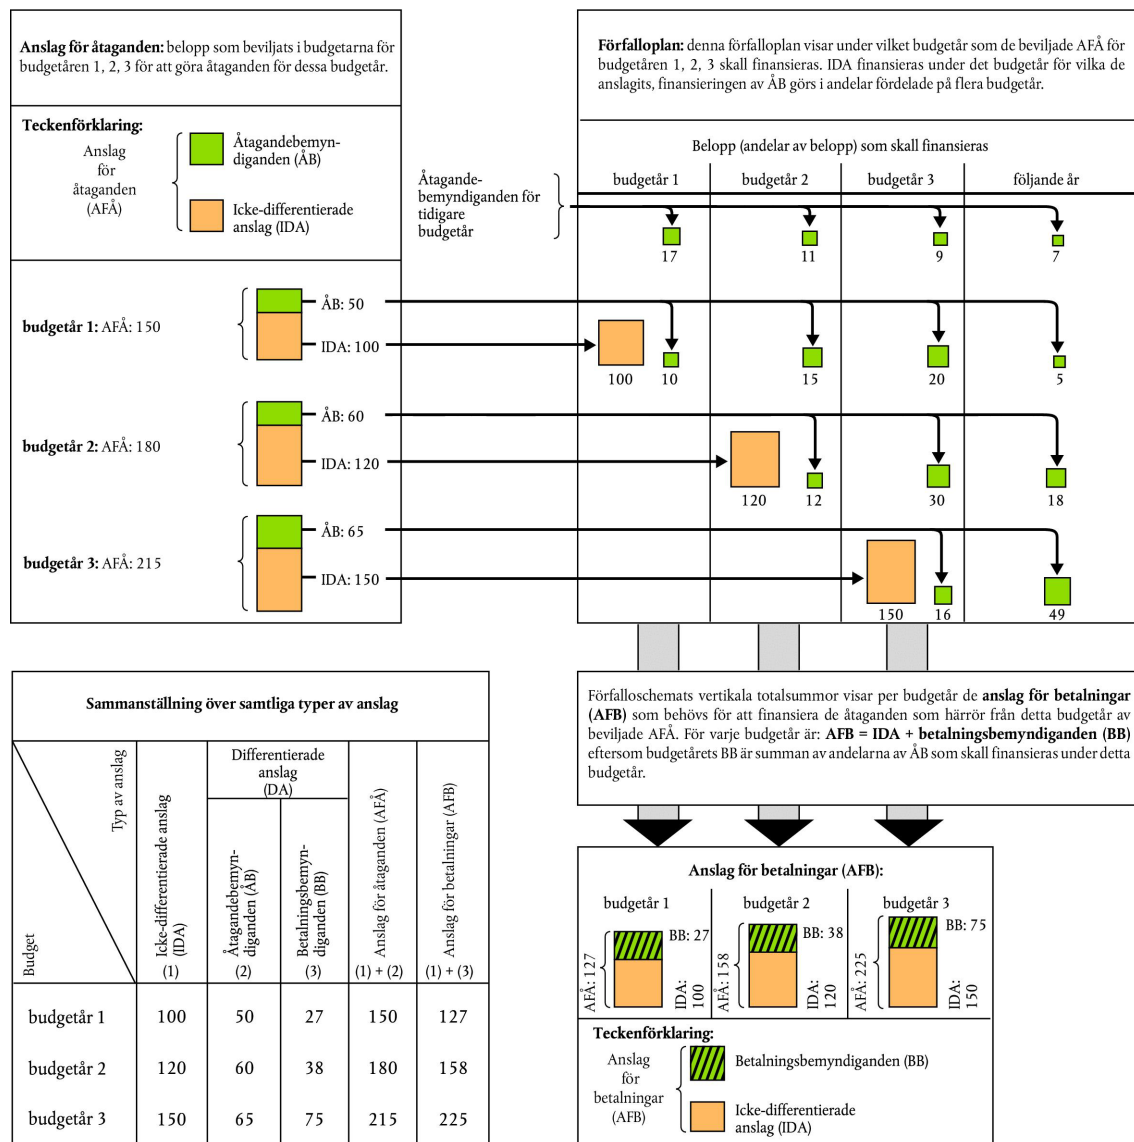 Anslag för åtaganden: belopp som beviljats i budgetarna för
budgetåren 1, 2, 3 för att göra åtaganden för dessa budgetår.
Teckenförklaring:
Anslag
för
åtaganden
(AFÅ)
Åtagandebemyn-
diganden (ÅB)
Icke-differentierade
anslag (IDA)
budgetår 1: AFÅ: 150
ÅB: 50
IDA: 100
budgetår 2: AFÅ: 180
ÅB: 60
IDA: 120
budgetår 3: AFÅ: 215
ÅB: 65
IDA: 150
Förfalloplan: denna förfalloplan visar under vilket budgetår som de beviljade AFÅ för
budgetåren 1, 2, 3 skall finansieras. IDA finansieras under det budgetår för vilka de
anslagits, finansieringen av ÅB görs i andelar fördelade på flera budgetår.
Belopp (andelar av belopp) som skall finansieras
budgetår 1 budgetår 2 budgetår 3 följande år
Åtagande-
bemyndiganden för
tidigare
budgetår
17 11 9 7
100 10 15 20 5
120 12 30 18
150 16 49
Förfalloschemats vertikala totalsummor visar per budgetår de anslag för betalningar
(AFB) som behövs för att finansiera de åtaganden som härrör från detta budgetår av
beviljade AFÅ. För varje budgetår är: AFB = IDA + betalningsbemyndiganden (BB)
eftersom budgetårets BB är summan av andelarna av ÅB som skall finansieras under detta
budgetår.
Sammanställning över samtliga typer av anslag
Typ av anslag
Budget
Icke-differentierade anslag
(IDA)
(1)
Differentierade
anslag
(DA)
Åtagandebemyn-
diganden (ÅB)
(2)
Betalningsbemyn-
diganden (BB)
(3)
Anslag för åtaganden (AFÅ)
(1) + (2)
Anslag för betalningar (AFB)
(1) + (3)
budgetår 1 100 50 27 150 127
budgetår 2 120 60 38 180 158
budgetår 3 150 65 75 215 225
Anslag för betalningar (AFB):
budgetår 1
AFÅ: 127
BB: 27
IDA:
100
budgetår 2
AFÅ: 158
BB: 38
IDA:
120
budgetår 3
AFÅ: 225
BB: 75
IDA:
150
Teckenförklaring:
Anslag
för
betalningar
(AFB)
Betalningsbemyndiganden (BB)
Icke-differentierade
anslag (IDA)